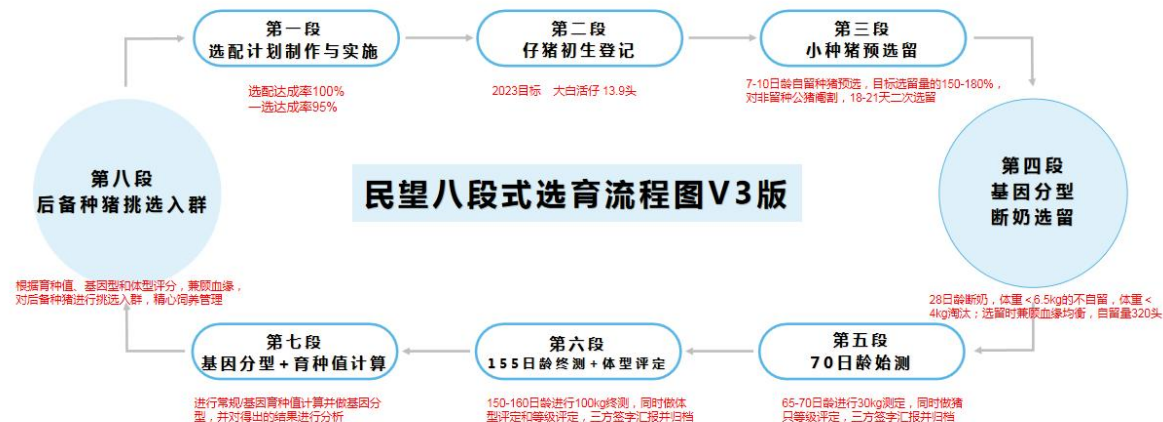 第一段
选配计划制作与实施
选配达成率100%
一选达成率95%
第二段
仔猪初生登记
2023目标 大白活仔 13.9头
第三段
小种猪预选留
7-10日龄自留种猪预选，目标选留量的150-180%，
对非留种公猪阉割，18-21天二次选留
第四段
基因分型
断奶选留
28日龄断奶，体重＜6.5kg的不自留，体重＜
4kg淘汰；选留时兼顾血缘均衡，自留量320头
民望八段式选育流程图V3版
第五段
70日龄始测
65-70日龄进行30kg测定，同时做猪
只等级评定，三方签字汇报并归档
第六段
155日龄终测+体型评定
150-160日龄进行100kg终测，同时做体
型评定和等级评定，三方签字汇报并归档
第七段
基因分型+育种值计算
进行常规/基因育种值计算并做基因分
型，并对得出的结果进行分析
第八段
后备种猪挑选入群
根据育种值、基因型和体型评分，兼顾血缘，
对后备种猪进行挑选入群，精心饲养管理